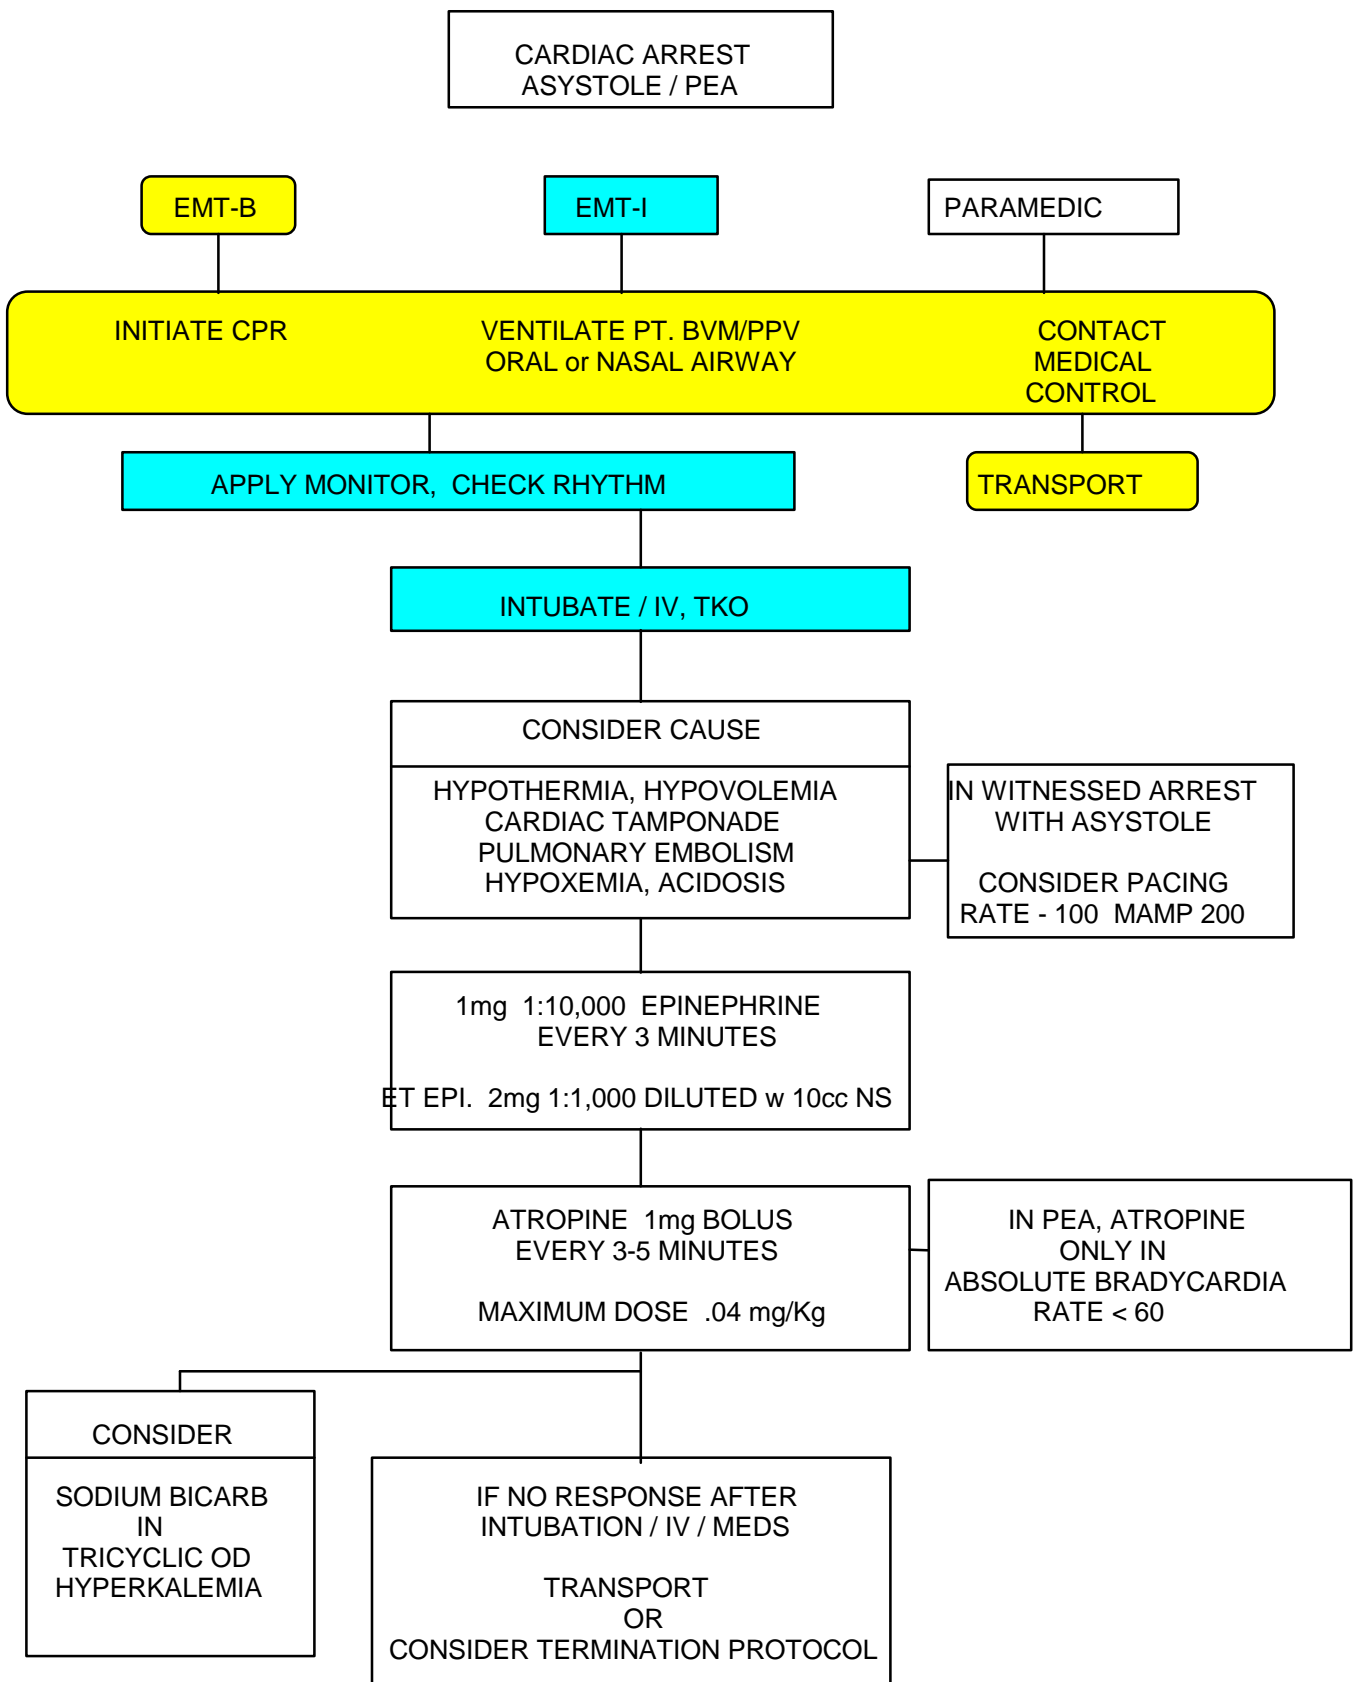 CARDIAC ARREST
ASYSTOLE / PEA
EMT-B
EMT-I
PARAMEDIC
INITIATE CPR
VENTILATE PT. BVM/PPV
ORAL or NASAL AIRWAY
CONTACT
MEDICAL
CONTROL
APPLY MONITOR, CHECK RHYTHM
TRANSPORT
INTUBATE / IV, TKO
CONSIDER CAUSE
HYPOTHERMIA, HYPOVOLEMIA
CARDIAC TAMPONADE
PULMONARY EMBOLISM
HYPOXEMIA, ACIDOSIS
IN WITNESSED ARREST
WITH ASYSTOLE
CONSIDER PACING
RATE - 100 MAMP 200
1mg 1:10,000 EPINEPHRINE
EVERY 3 MINUTES
ET EPI. 2mg 1:1,000 DILUTED w 10cc NS
ATROPINE 1mg BOLUS
EVERY 3-5 MINUTES
MAXIMUM DOSE .04 mg/Kg
IN PEA, ATROPINE
ONLY IN
ABSOLUTE BRADYCARDIA
RATE < 60
CONSIDER
SODIUM BICARB
IN
TRICYCLIC OD
HYPERKALEMIA
IF NO RESPONSE AFTER
INTUBATION / IV / MEDS
TRANSPORT
OR
CONSIDER TERMINATION PROTOCOL